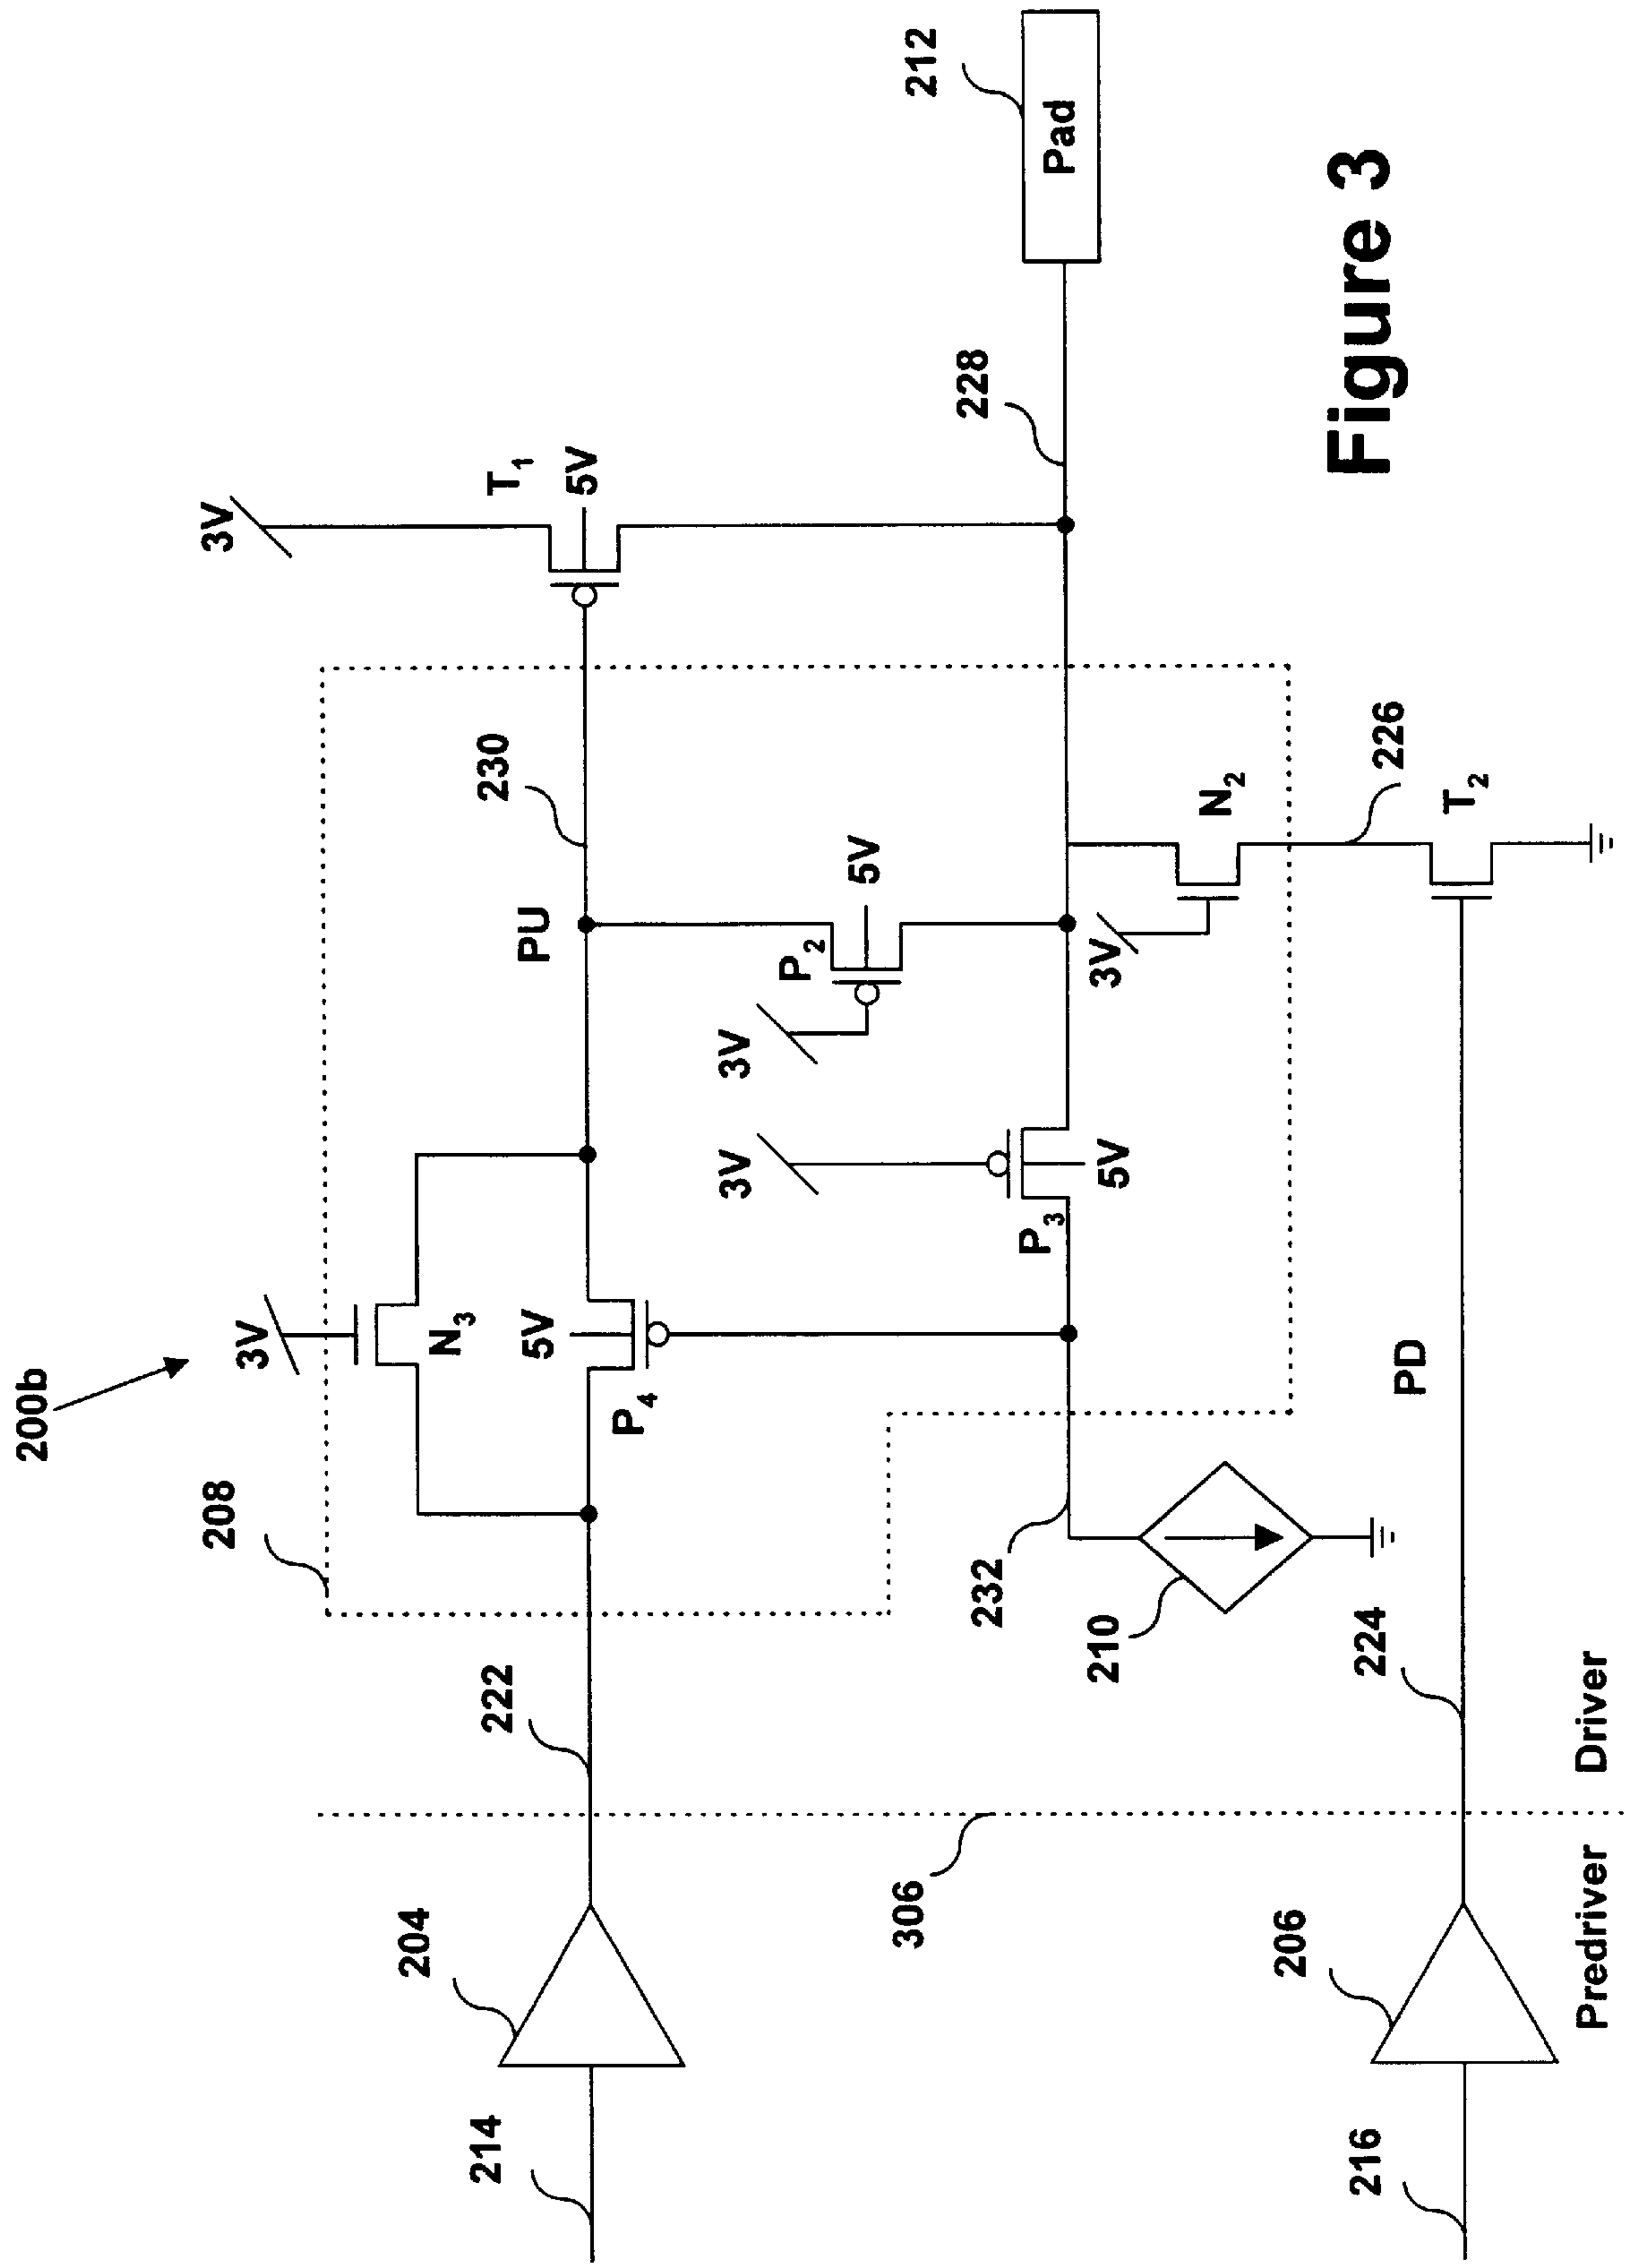 200b
208
3V
N3
5V
P4
3V
P3
5V
3V
P2
5V
PU
230
3V
T1
5V
214
204
222
232
210
306
228
212
Pad
3V
N2
226
T2
216
206
224
PD
Predriver
Driver
Figure 3